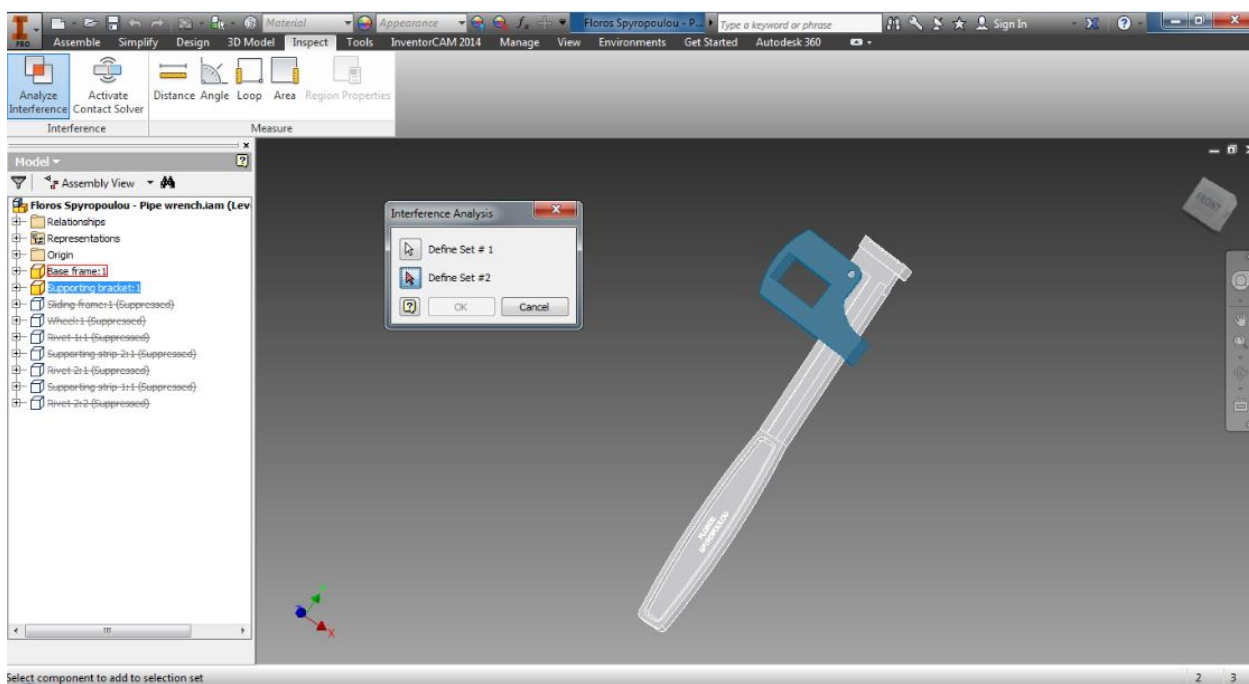 Material
Appearance
Floros Spyropoulou - P...
Type a keyword or phrase
Sign In
PRO
Assemble Simplify Design 3D Model Inspect Tools InventorCAM 2014 Manage View Environments Get Started Autodesk 360
Analyze Interference
Activate Contact Solver
Distance Angle Loop Area Region Properties
Interference Measure
Model
Assembly View
Floros Spyropoulou - Pipe wrench.iam (Lev
Relationships
Representations
Origin
Base frame:1
Supporting bracket:1
Sliding frame:1 (Suppressed)
Wheel:1 (Suppressed)
Rivet 1:1 (Suppressed)
Supporting strip 2:1 (Suppressed)
Rivet 2:1 (Suppressed)
Supporting strip 1:1 (Suppressed)
Rivet 2:2 (Suppressed)
Interference Analysis
Define Set # 1
Define Set #2
OK Cancel
FRONT
FLOROS
SPYROPOULOU
X
Select component to add to selection set
2 3